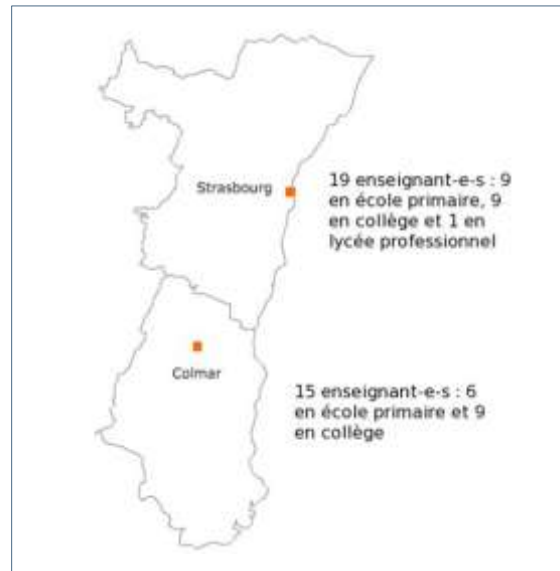 Strasbourg
19 enseignant-e-s : 9
en école primaire, 9
en collège et 1 en
lycée professionnel
Colmar
15 enseignant-e-s : 6
en école primaire et 9
en collège